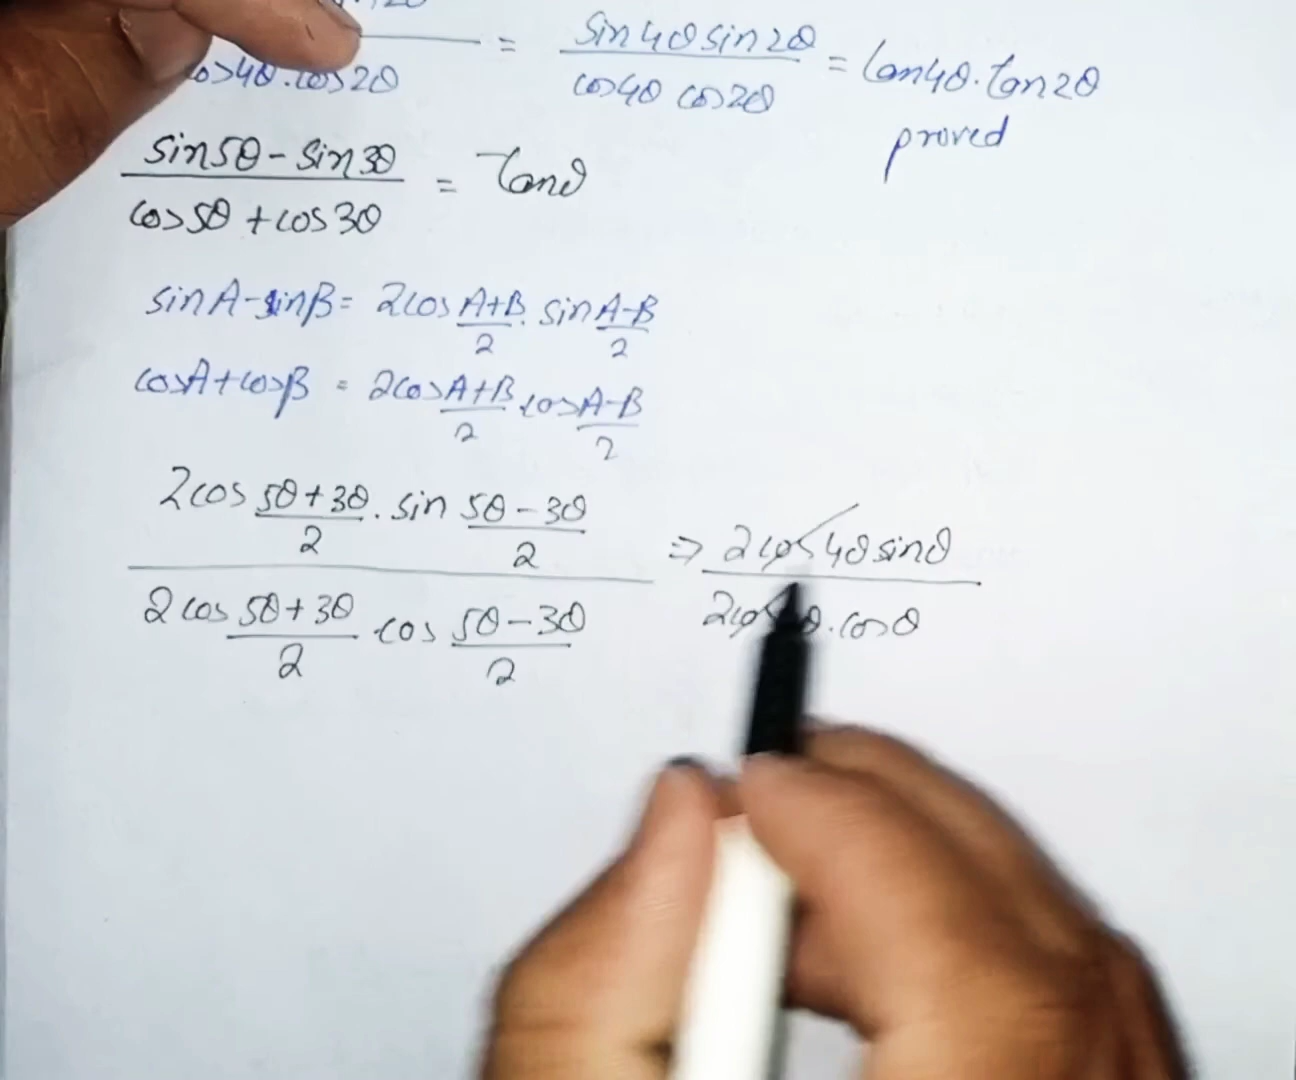 cos4θ.cos2θ = sin4θ sin2θ / cos4θ cos2θ = tan4θ.tan2θ
proved
sin5θ - sin3θ / cos5θ + cos3θ = Tanθ
sinA - sinB = 2cos A+B/2 . sin A-B/2
cosA + cosB = 2cos A+B/2 . cos A-B/2
2cos 5θ+3θ/2 . sin 5θ-3θ/2 / 2cos 5θ+3θ/2 cos 5θ-3θ/2 ⇒ 2cos4θ sinθ / 2cos θ.cosθ